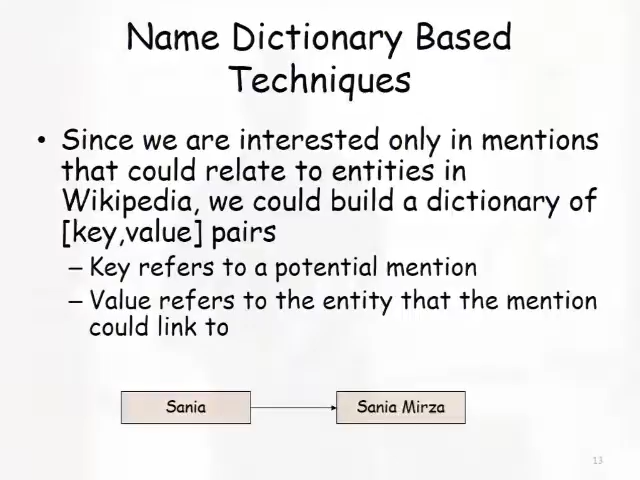 Name Dictionary Based
Techniques
• Since we are interested only in mentions
that could relate to entities in
Wikipedia, we could build a dictionary of
[key,value] pairs
– Key refers to a potential mention
– Value refers to the entity that the mention
could link to
Sania
Sania Mirza
13